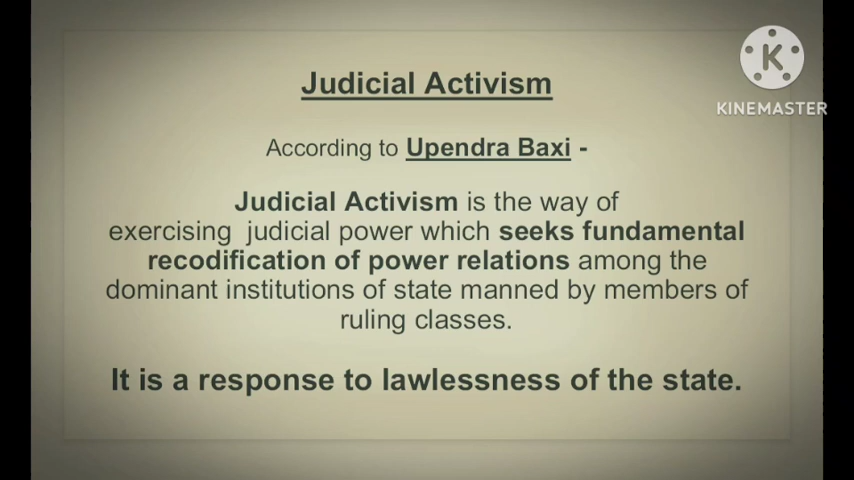 Judicial Activism
K
KINEMASTER
According to Upendra Baxi -
Judicial Activism is the way of
exercising  judicial power which seeks fundamental
recodification of power relations among the
dominant institutions of state manned by members of
ruling classes.
It is a response to lawlessness of the state.